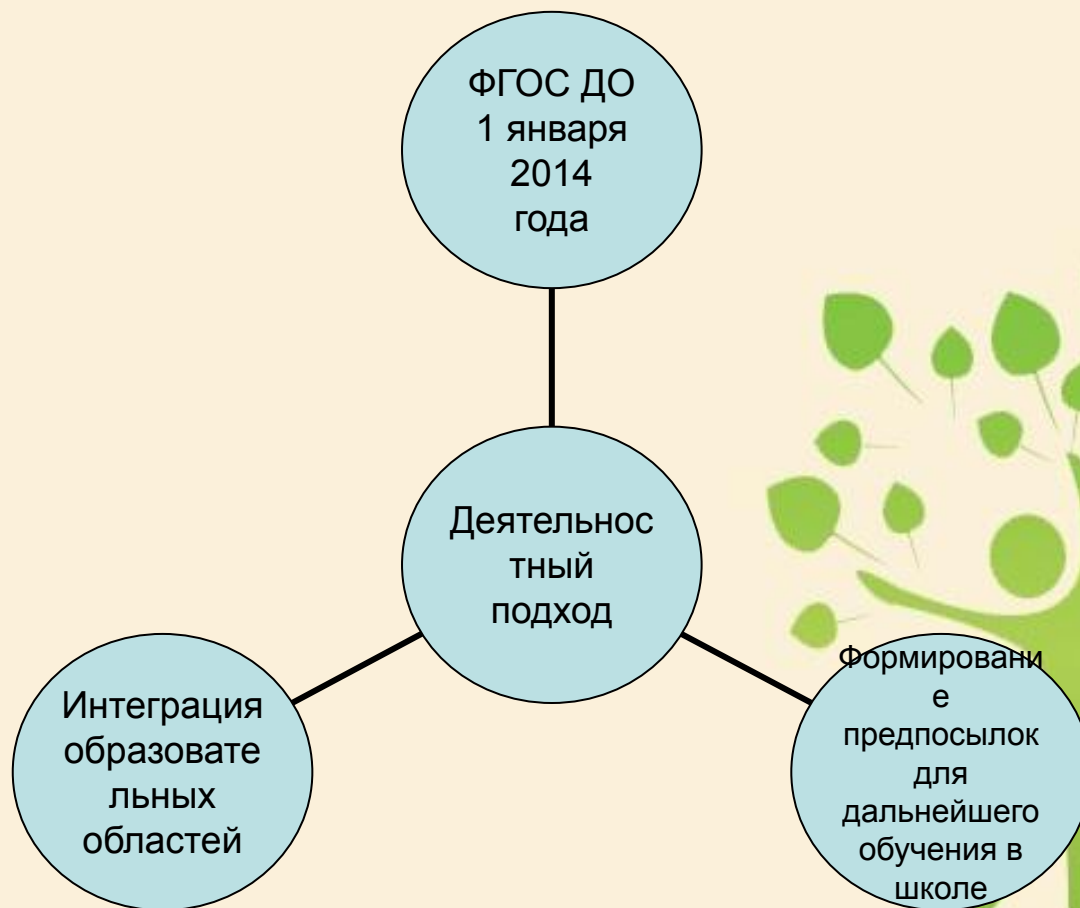 ФГОС ДО
1 января
2014
года
Деятельнос
тный
подход
Интеграция
образовате
льных
областей
Формировани
е
предпосылок
для
дальнейшего
обучения в
школе